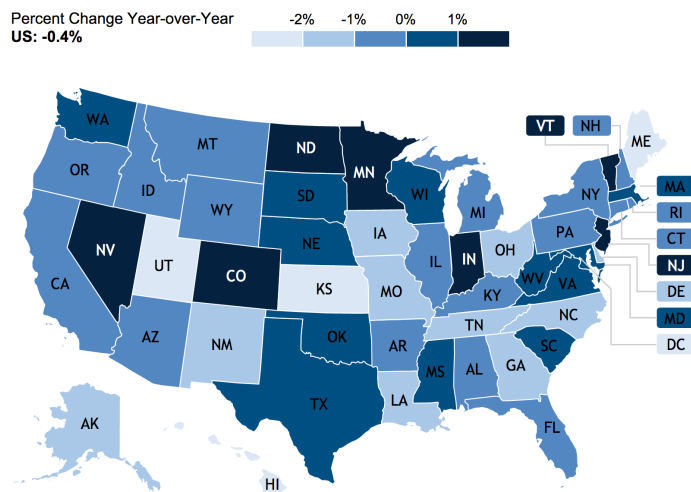 Percent Change Year-over-Year
US: -0.4%
-2% -1% 0% 1%
WA
VT NH
ME
MT
ND
MN
OR
ID
SD
WI
MA
WY
MI
NY
RI
NV
NE
IA
PA
CT
CA
UT
CO
IL
IN
OH
NJ
KS
MO
WV
VA
DE
KY
MD
AZ
NM
OK
AR
TN
NC
DC
MS
AL
GA
SC
TX
LA
AK
FL
HI